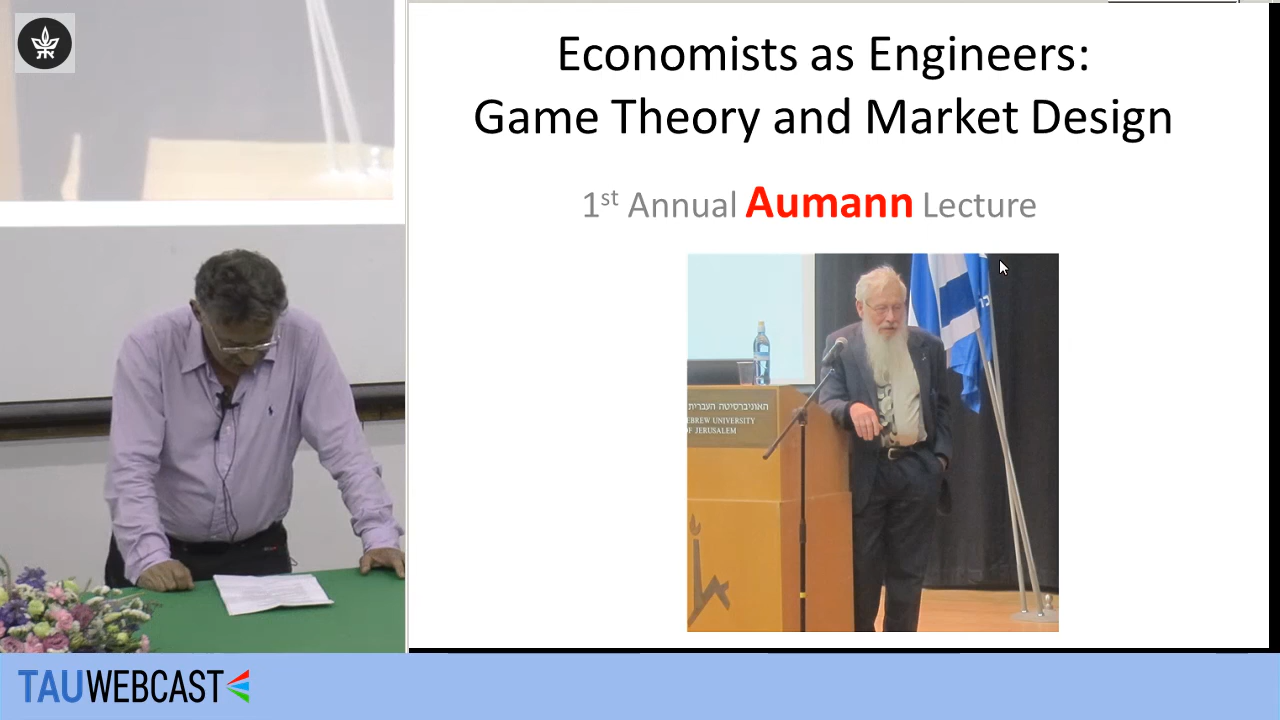 Economists as Engineers:
Game Theory and Market Design
1st Annual Aumann Lecture
האוניברסיטה העברית
HEBREW UNIVERSITY
OF JERUSALEM
TAUWEBCAST